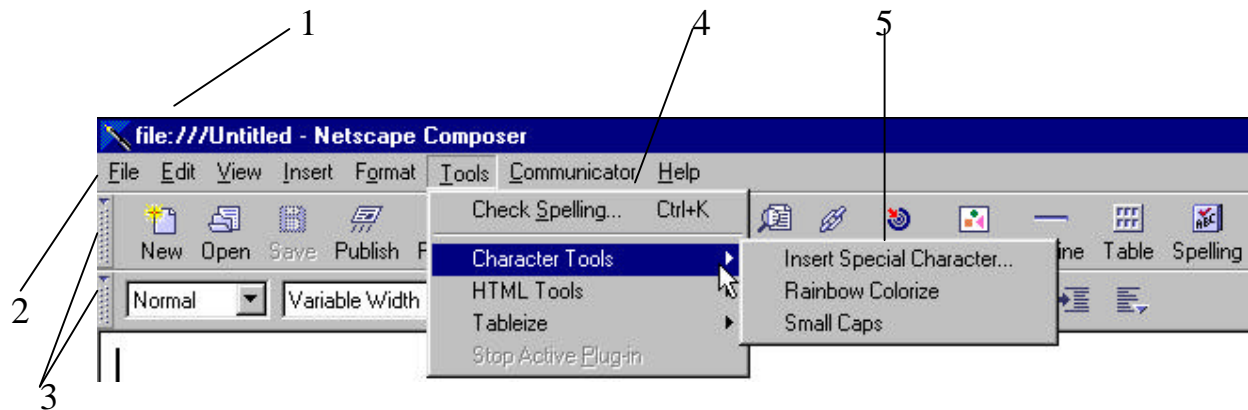 1 4 5
file:///Untitled - Netscape Composer
File Edit View Insert Format Tools Communicator Help
Check Spelling... Ctrl+K
New Open Save Publish Table Spelling
Character Tools Insert Special Character...
Normal Variable Width HTML Tools Rainbow Colorize
Tableize Small Caps
Stop Active Plug-in
2
3